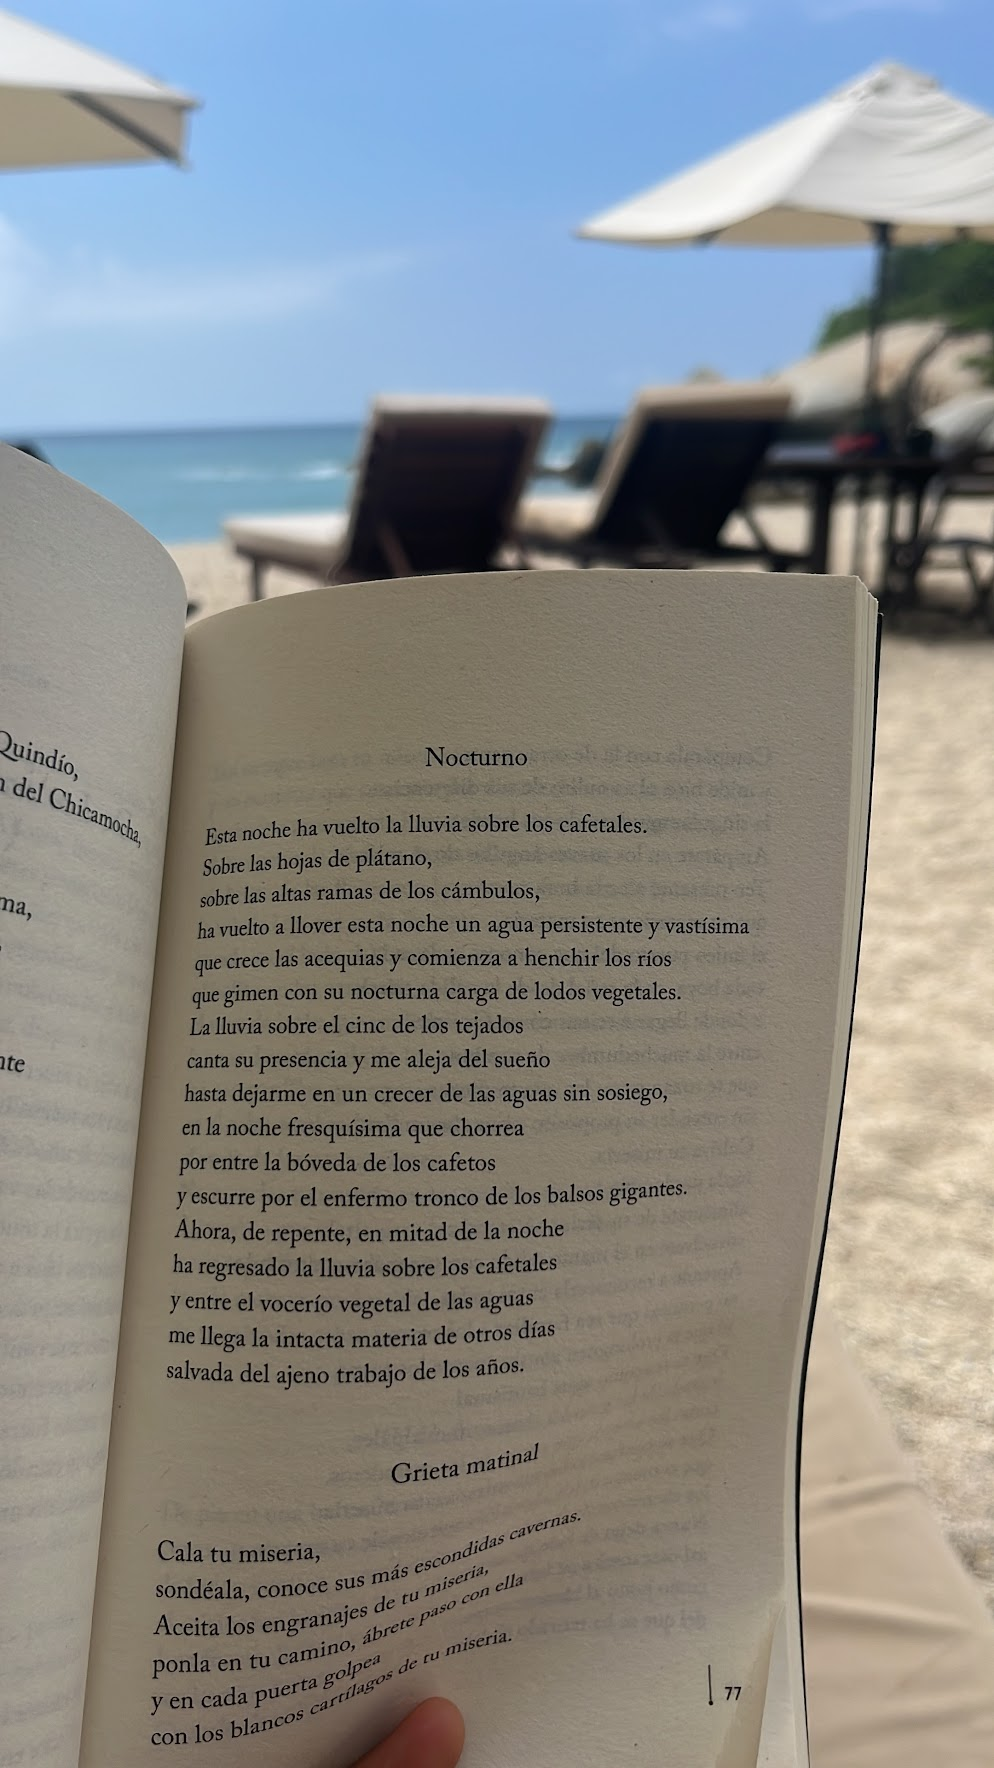 Quindío,
del Chicamocha,
Nocturno
Esta noche ha vuelto la lluvia sobre los cafetales.
Sobre las hojas de plátano,
sobre las altas ramas de los cámbulos,
ha vuelto a llover esta noche un agua persistente y vastísima
que crece las acequias y comienza a henchir los ríos
que gimen con su nocturna carga de lodos vegetales.
La lluvia sobre el cinc de los tejados
canta su presencia y me aleja del sueño
hasta dejarme en un crecer de las aguas sin sosiego,
en la noche fresquísima que chorrea
por entre la bóveda de los cafetos
y escurre por el enfermo tronco de los balsos gigantes.
Ahora, de repente, en mitad de la noche
ha regresado la lluvia sobre los cafetales
y entre el vocerío vegetal de las aguas
me llega la intacta materia de otros días
salvada del ajeno trabajo de los años.
Grieta matinal
Cala tu miseria,
sondéala, conoce sus más escondidas cavernas.
Aceita los engranajes de tu miseria,
ponla en tu camino, ábrete paso con ella
y en cada puerta golpea
con los blancos cartílagos de tu miseria.
77